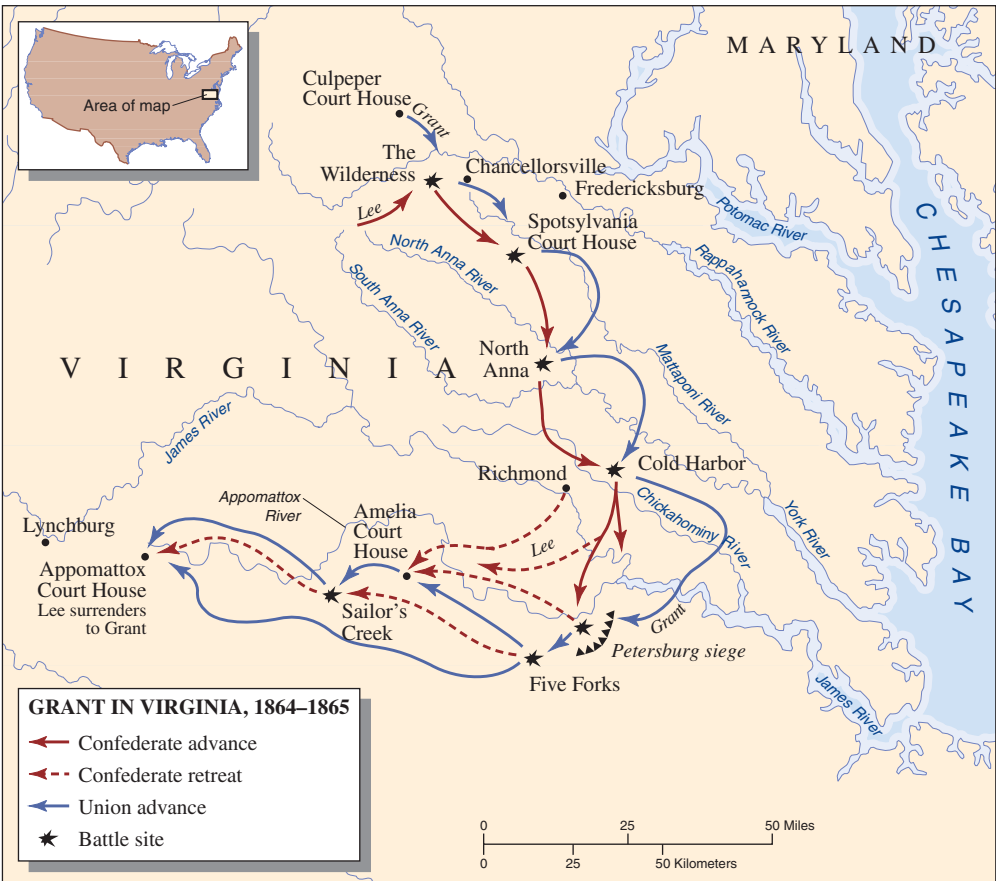 MARYLAND
Area of map
Culpeper
Court House
Grant
The
Wilderness
Chancellorsville
Fredericksburg
Lee
Spotsylvania
Court House
Potomac River
Rappahannock River
North Anna River
South Anna River
CHESAPEAKE BAY
VIRGINIA
North
Anna
Mattaponi River
James River
Richmond
Cold Harbor
Chickahominy River
York River
Appomattox
River
Amelia
Court
House
Lee
Lynchburg
Appomattox
Court House
Lee surrenders
to Grant
Sailor's
Creek
Grant
Petersburg siege
Five Forks
James River
GRANT IN VIRGINIA, 1864–1865
Confederate advance
Confederate retreat
Union advance
Battle site
0 25 50 Miles
0 25 50 Kilometers